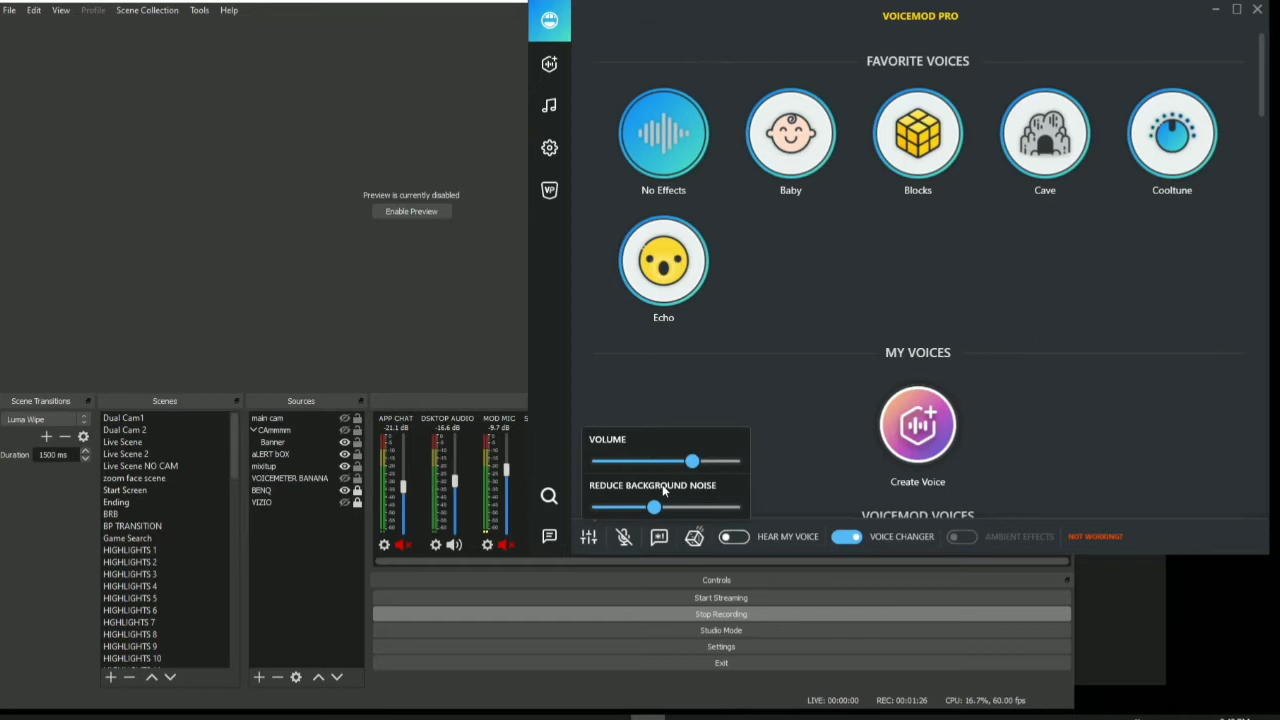 File Edit View Profile Scene Collection Tools Help
VOICEMOD PRO
FAVORITE VOICES
No Effects Baby Blocks Cave Cooltune
Preview is currently disabled
Enable Preview
Echo
MY VOICES
Create Voice
VOICEMOD VOICES
VOLUME
REDUCE BACKGROUND NOISE
HEAR MY VOICE VOICE CHANGER AMBIENT EFFECTS NOT WORKING?
Scene Transitions Scenes Sources
Luma Wipe
Duration 1500 ms
Dual Cam1
Dual Cam 2
Live Scene
Live Scene 2
Live Scene NO CAM
zoom face scene
Start Screen
Ending
BRB
BP TRANSITION
Game Search
HIGHLIGHTS 1
HIGHLIGHTS 2
HIGHLIGHTS 3
HIGHLIGHTS 4
HIGHLIGHTS 5
HIGHLIGHTS 6
HGHLIGHTS 7
HIGHLIGHTS 8
HIGHLIGHTS 9
HIGHLIGHTS 10
main cam
CAmmmm
Banner
aLERT bOX
mixitup
VOICEMETER BANANA
BENQ
VIZIO
APP CHAT DSKTOP AUDIO MOD MIC
-21.1 dB -16.6 dB -9.7 dB
Controls
Start Streaming
Stop Recording
Studio Mode
Settings
Exit
LIVE: 00:00:00 REC: 00:01:26 CPU: 16.7%, 60.00 fps